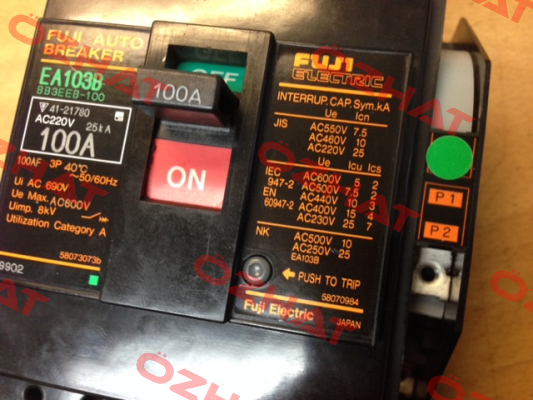 FUJI AUTO
BREAKER
EA103B
BB3EEB-100
41-21780
AC220V 25kA
100A
100AF 3P 40°C
~50/60Hz
Ui AC 690V
Ue Max. AC600V
Uimp. 8kV
Utilization Category A
58073073b
9902
OFF
100A
ON
FUJI
ELECTRIC
INTERRUP. CAP. Sym. kA
Ue Icn
JIS AC550V 7.5
AC460V 10
AC220V 25
Ue Icu Ics
IEC 947-2 AC600V 5 2
AC500V 7.5 2
EN 60947-2 AC440V 10 3
AC400V 15 4
AC230V 25 7
NK AC500V 10
AC250V 25
EA103B
← PUSH TO TRIP
58070984
Fuji Electric JAPAN
P1
P2
ÖZHAT